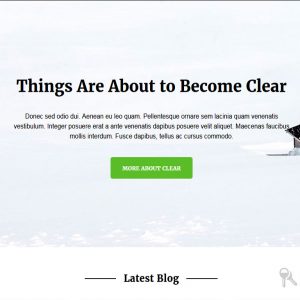 Things Are About to Become Clear
Donec sed odio dui. Aenean eu leo quam. Pellentesque ornare sem lacinia quam venenatis
vestibulum. Integer posuere erat a ante venenatis dapibus posuere velit aliquet. Maecenas faucibus
mollis interdum. Fusce dapibus, tellus ac cursus commodo.
MORE ABOUT CLEAR
Latest Blog